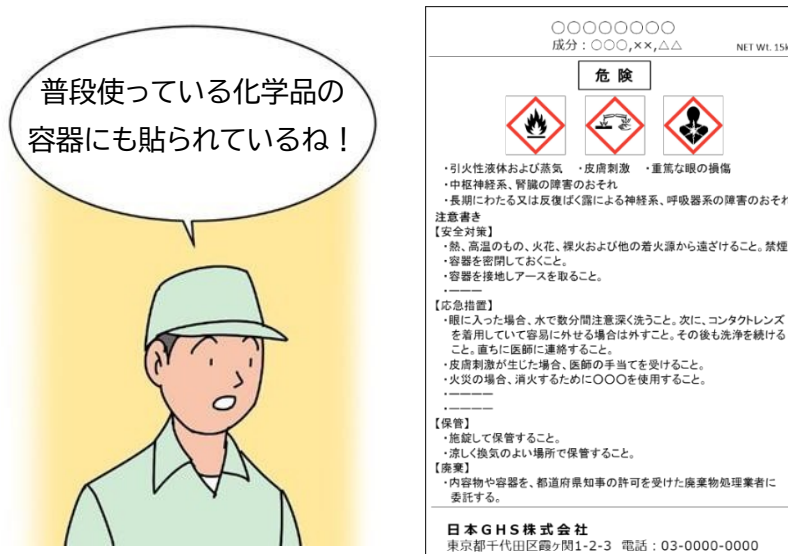 普段使っている化学品の
容器にも貼られているね！
○○○○○○○○
成分：○○○,××,△△
NET Wt. 15k
危 険
・引火性液体および蒸気　・皮膚刺激　・重篤な眼の損傷
・中枢神経系、腎臓の障害のおそれ
・長期にわたる又は反復ばく露による神経系、呼吸器系の障害のおそれ
注意書き
【安全対策】
・熱、高温のもの、火花、裸火および他の着火源から遠ざけること。禁煙
・容器を密閉しておくこと。
・容器を接地しアースを取ること。
・―――
【応急措置】
・眼に入った場合、水で数分間注意深く洗うこと。次に、コンタクトレンズ
を着用していて容易に外せる場合は外すこと。その後も洗浄を続ける
こと。直ちに医師に連絡すること。
・皮膚刺激が生じた場合、医師の手当てを受けること。
・火災の場合、消火するために○○○を使用すること。
・――――
・――――
【保管】
・施錠して保管すること。
・涼しく換気のよい場所で保管すること。
【廃棄】
・内容物や容器を、都道府県知事の許可を受けた廃棄物処理業者に
委託する。
日本GHS株式会社
東京都千代田区霞ヶ関1-2-3 電話：03-0000-0000